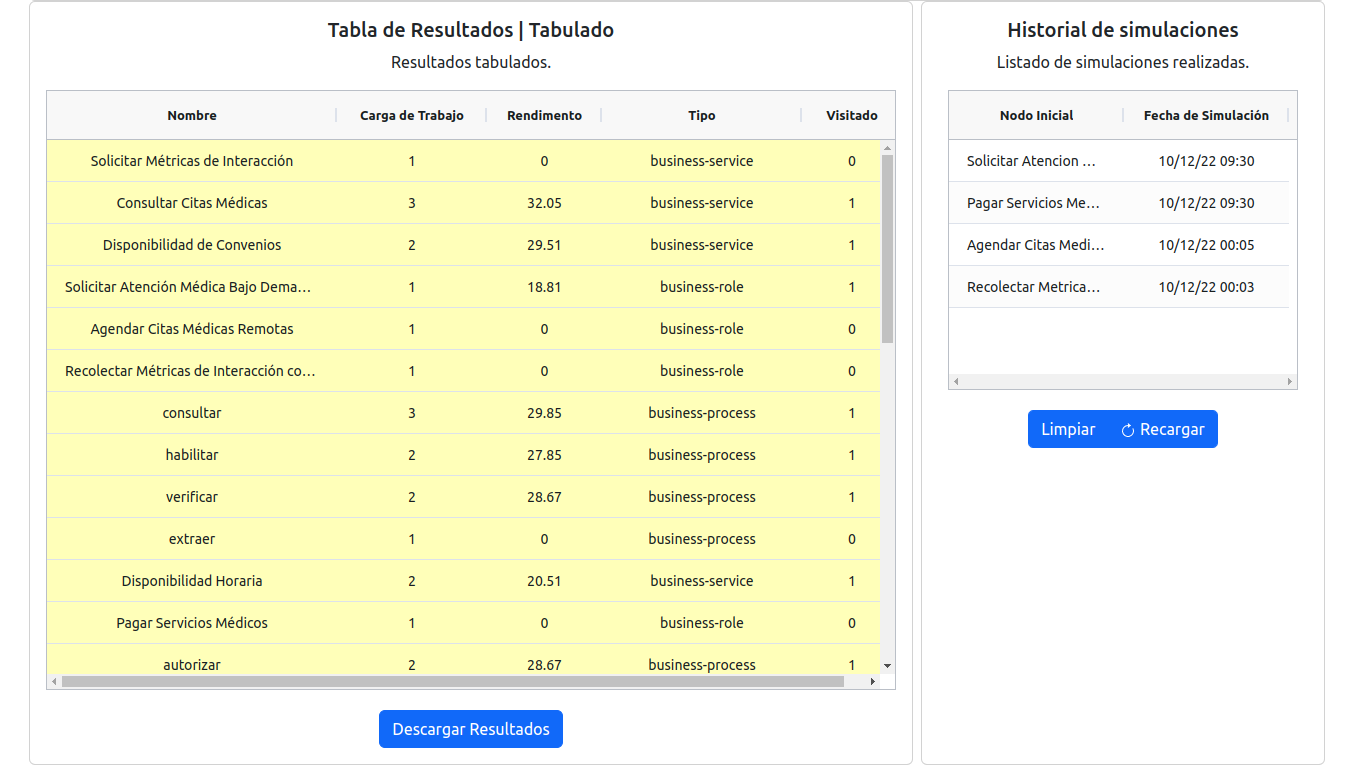 Tabla de Resultados | Tabulado
Resultados tabulados.
Nombre Carga de Trabajo Rendimento Tipo Visitado
Solicitar Métricas de Interacción 1 0 business-service 0
Consultar Citas Médicas 3 32.05 business-service 1
Disponibilidad de Convenios 2 29.51 business-service 1
Solicitar Atención Médica Bajo Dema... 1 18.81 business-role 1
Agendar Citas Médicas Remotas 1 0 business-role 0
Recolectar Métricas de Interacción co... 1 0 business-role 0
consultar 3 29.85 business-process 1
habilitar 2 27.85 business-process 1
verificar 2 28.67 business-process 1
extraer 1 0 business-process 0
Disponibilidad Horaria 2 20.51 business-service 1
Pagar Servicios Médicos 1 0 business-role 0
autorizar 2 28.67 business-process 1
Descargar Resultados
Historial de simulaciones
Listado de simulaciones realizadas.
Nodo Inicial Fecha de Simulación
Solicitar Atencion ... 10/12/22 09:30
Pagar Servicios Me... 10/12/22 09:30
Agendar Citas Medi... 10/12/22 00:05
Recolectar Metrica... 10/12/22 00:03
Limpiar Recargar